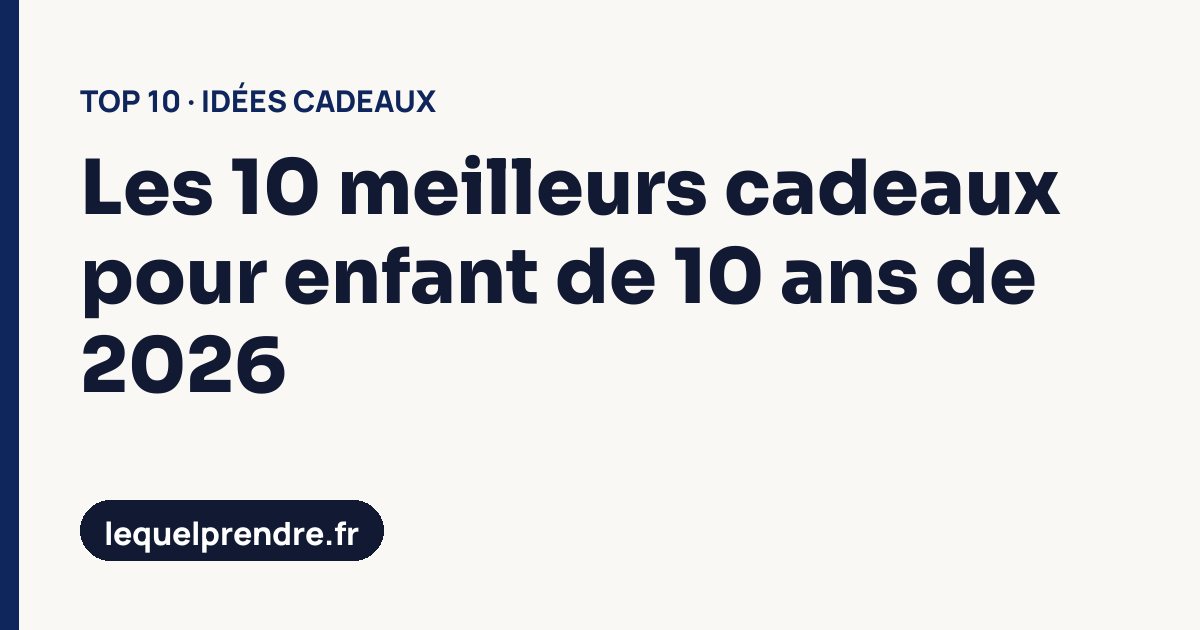 TOP 10 · IDÉES CADEAUX
Les 10 meilleurs cadeaux
pour enfant de 10 ans de
2026
lequelprendre.fr